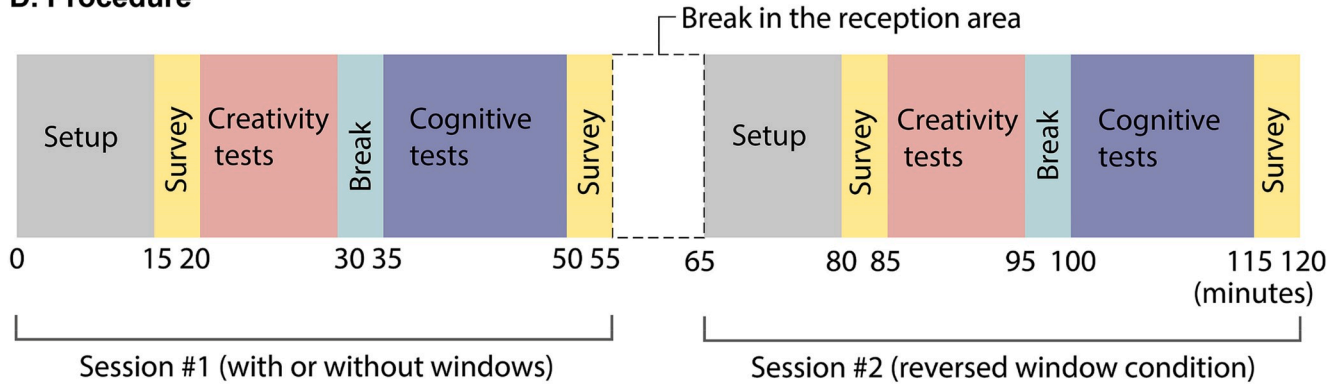 D. Procedure
Break in the reception area
Setup
Survey
Creativity
tests
Break
Cognitive
tests
Survey
Setup
Survey
Creativity
tests
Break
Cognitive
tests
Survey
0 15 20 30 35 50 55 65 80 85 95 100 115 120
(minutes)
Session #1 (with or without windows)
Session #2 (reversed window condition)